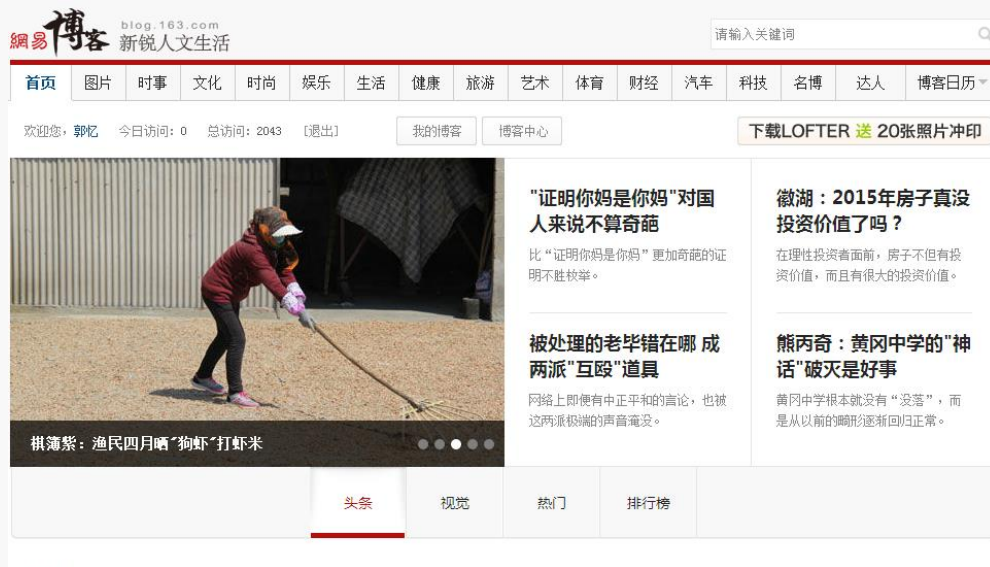 網易博客
blog.163.com
新锐人文生活
请输入关键词
首页 图片 时事 文化 时尚 娱乐 生活 健康 旅游 艺术 体育 财经 汽车 科技 名博 达人 博客日历
欢迎您，郭忆 今日访问：0 总访问：2043 [退出] 我的博客 博客中心 下载LOFTER 送 20张照片冲印
"证明你妈是你妈"对国
人来说不算奇葩
比“证明你妈是你妈”更加奇葩的证
明不胜枚举。
徽湖：2015年房子真没
投资价值了吗？
在理性投资者面前，房子不但有投
资价值，而且有很大的投资价值。
被处理的老毕错在哪 成
两派"互殴"道具
网络上即便有中正平和的言论，也被
这两派极端的声音淹没。
熊丙奇：黄冈中学的"神
话"破灭是好事
黄冈中学根本就没有“没落”，而
是从以前的畸形逐渐回归正常。
棋簿紫：渔民四月晒"狗虾"打虾米
头条 视觉 热门 排行榜